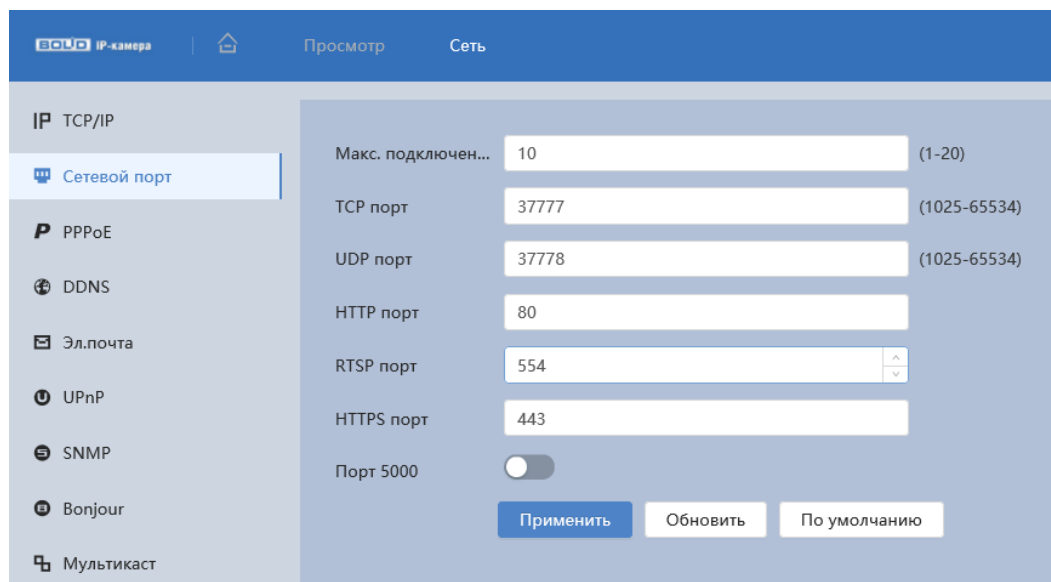 BOLID IP-камера
Просмотр Сеть
TCP/IP
Сетевой порт
PPPoE
DDNS
Эл.почта
UPnP
SNMP
Bonjour
Мультикаст
Макс. подключен... 10 (1-20)
TCP порт 37777 (1025-65534)
UDP порт 37778 (1025-65534)
HTTP порт 80
RTSP порт 554
HTTPS порт 443
Порт 5000
Применить Обновить По умолчанию